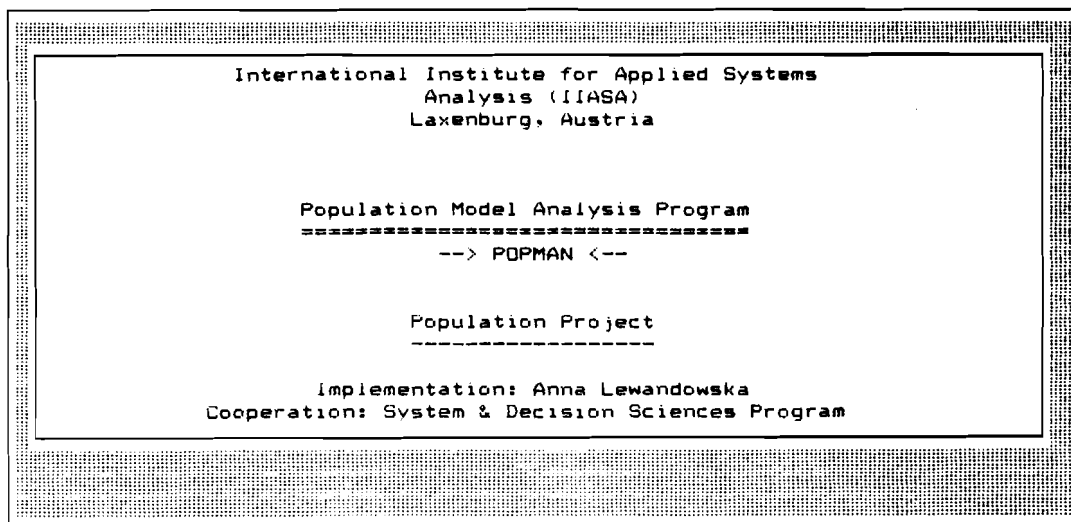 International Institute for Applied Systems
Analysis (IIASA)
Laxenburg, Austria
Population Model Analysis Program
=================================
--> POPMAN <--
Population Project
------------------
Implementation: Anna Lewandowska
Cooperation: System & Decision Sciences Program